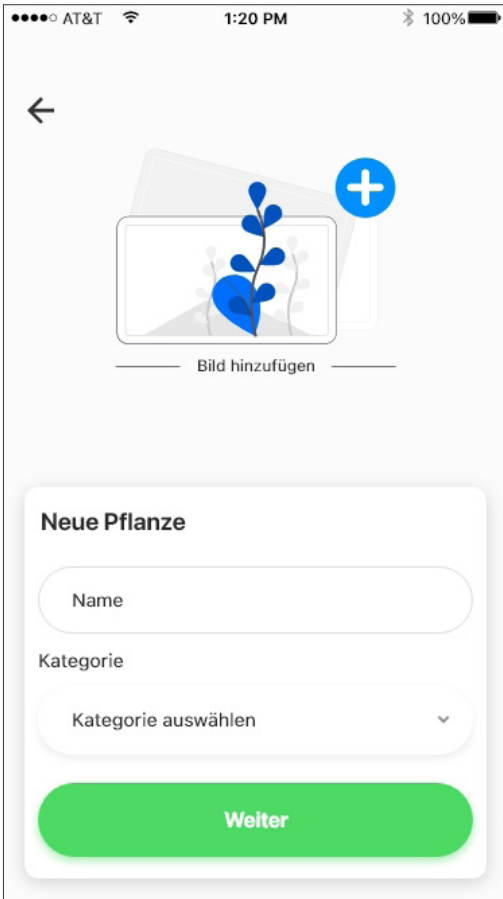 AT&T 1:20 PM 100%
Bild hinzufügen
Neue Pflanze
Name
Kategorie
Kategorie auswählen
Weiter